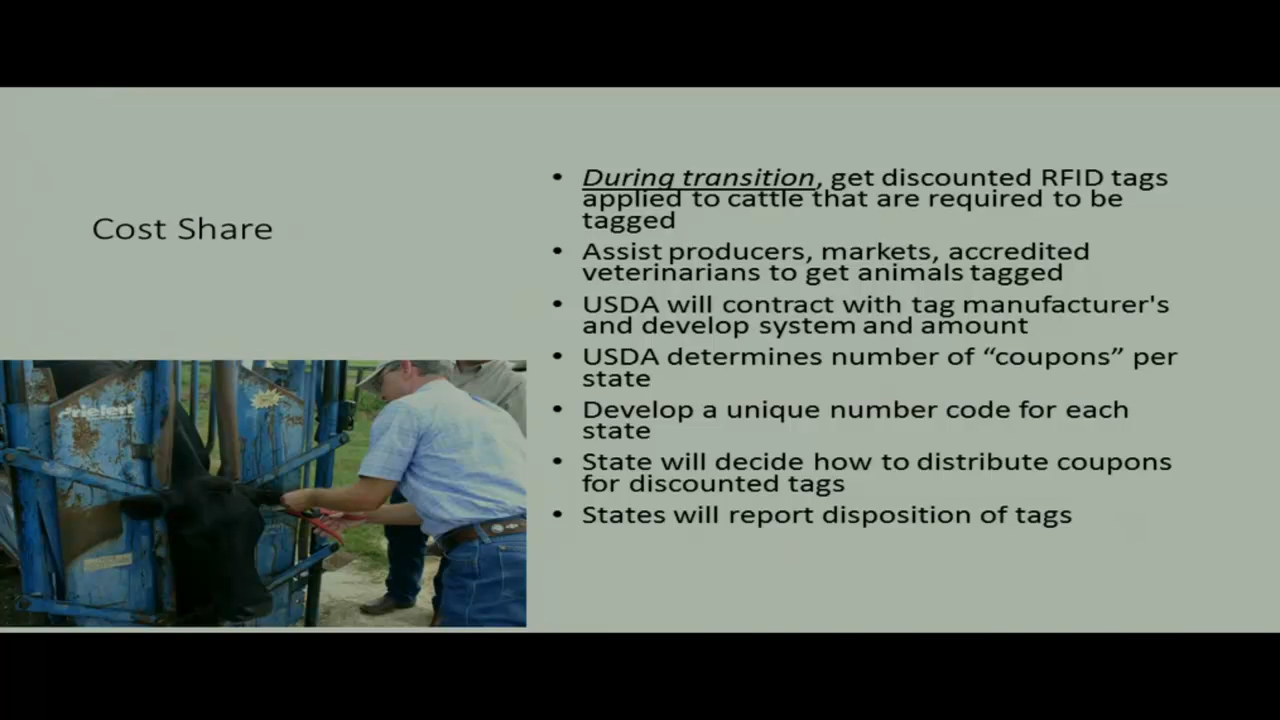 Cost Share
• During transition, get discounted RFID tags
applied to cattle that are required to be
tagged
• Assist producers, markets, accredited
veterinarians to get animals tagged
• USDA will contract with tag manufacturer's
and develop system and amount
• USDA determines number of “coupons” per
state
• Develop a unique number code for each
state
• State will decide how to distribute coupons
for discounted tags
• States will report disposition of tags
Priefert